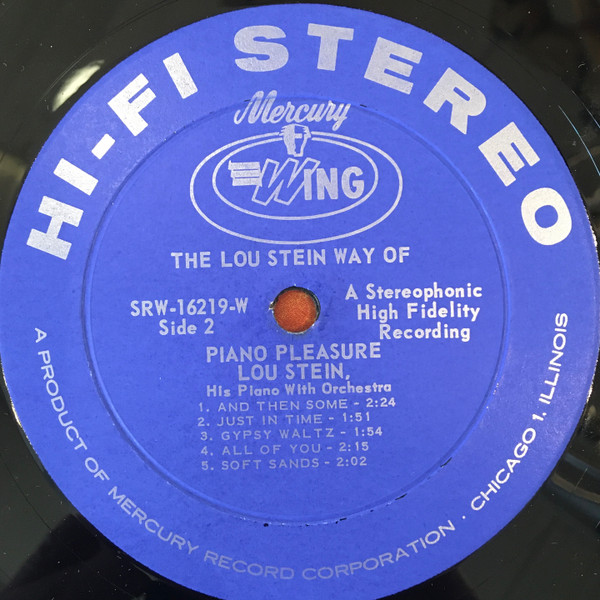 HI-FI STEREO
Mercury
WING
THE LOU STEIN WAY OF
SRW-16219-W
Side 2
A Stereophonic
High Fidelity
Recording
PIANO PLEASURE
LOU STEIN,
His Piano With Orchestra
1. AND THEN SOME - 2:24
2. JUST IN TIME - 1:51
3. GYPSY WALTZ - 1:54
4. ALL OF YOU - 2:15
5. SOFT SANDS - 2:02
A PRODUCT OF MERCURY RECORD CORPORATION · CHICAGO 1, ILLINOIS